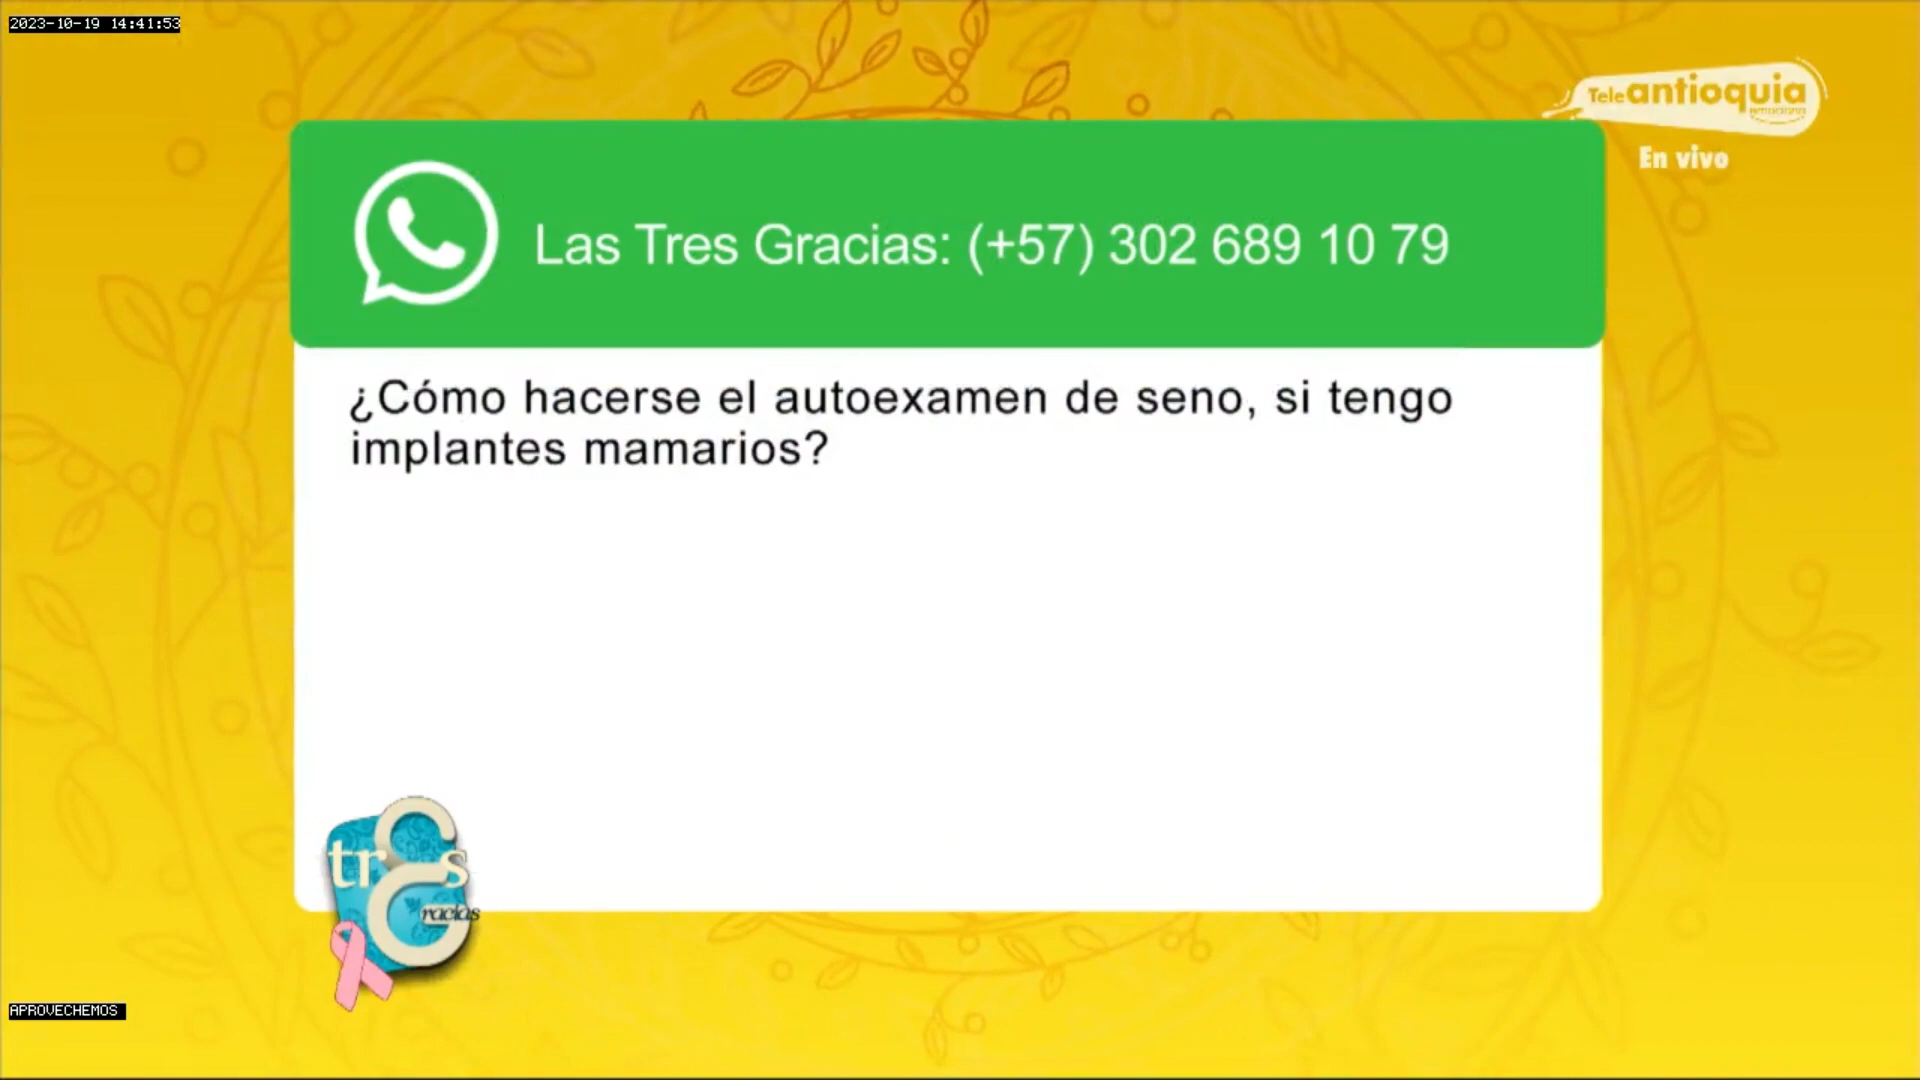 2023-10-19 14:41:53
Teleantioquia
En vivo
Las Tres Gracias: (+57) 302 689 10 79
¿Cómo hacerse el autoexamen de seno, si tengo
implantes mamarios?
tres
Gracias
APROVECHEMOS